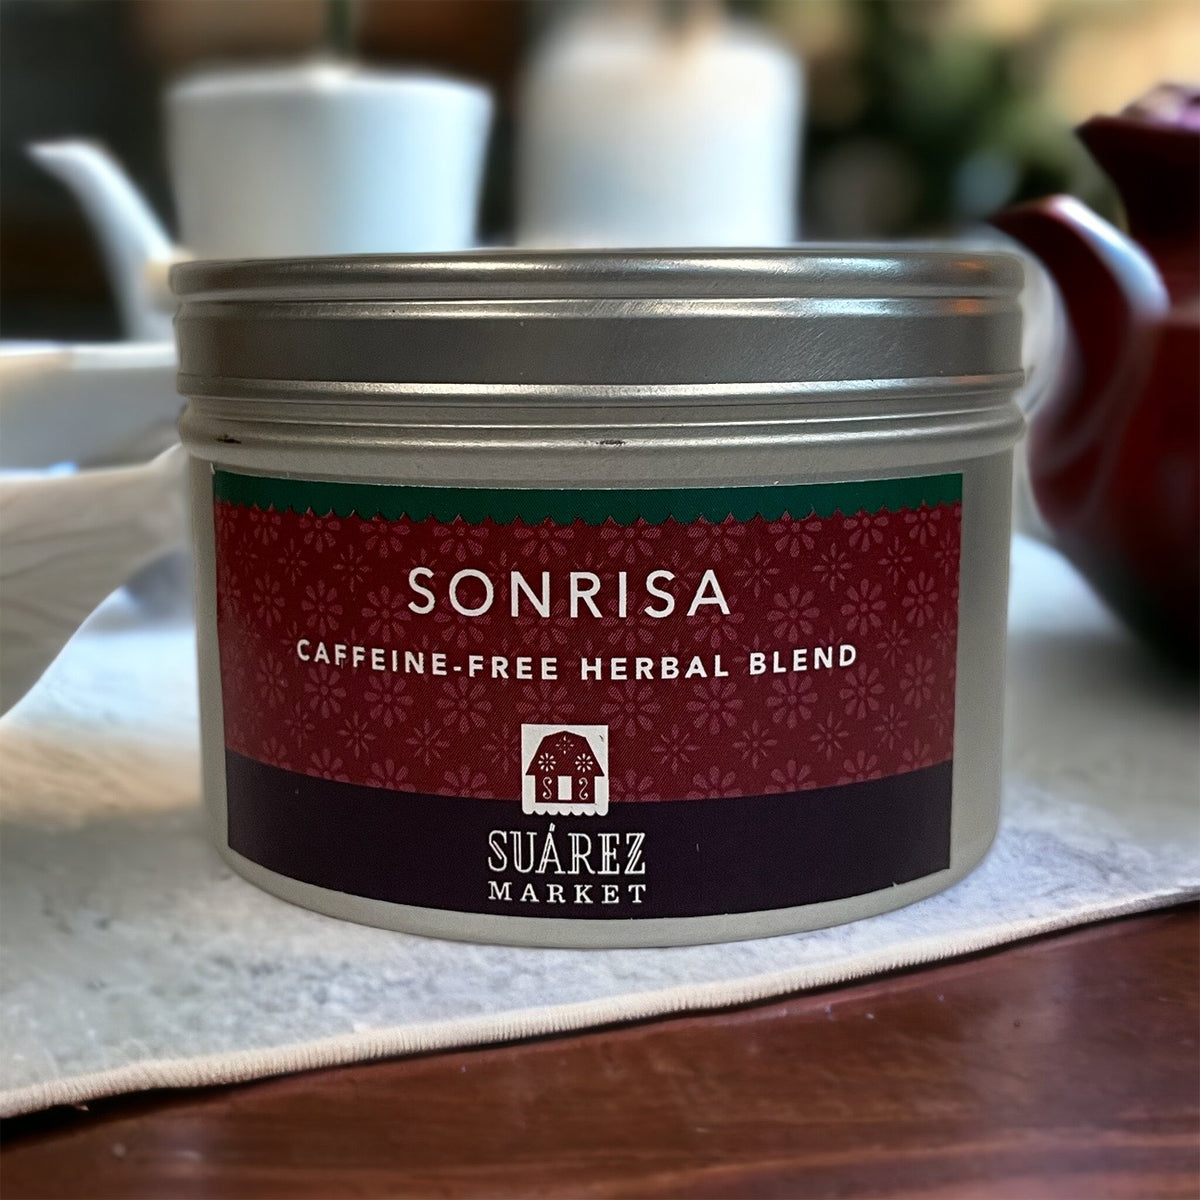 SONRISA
CAFFEINE-FREE HERBAL BLEND
SUÁREZ
MARKET